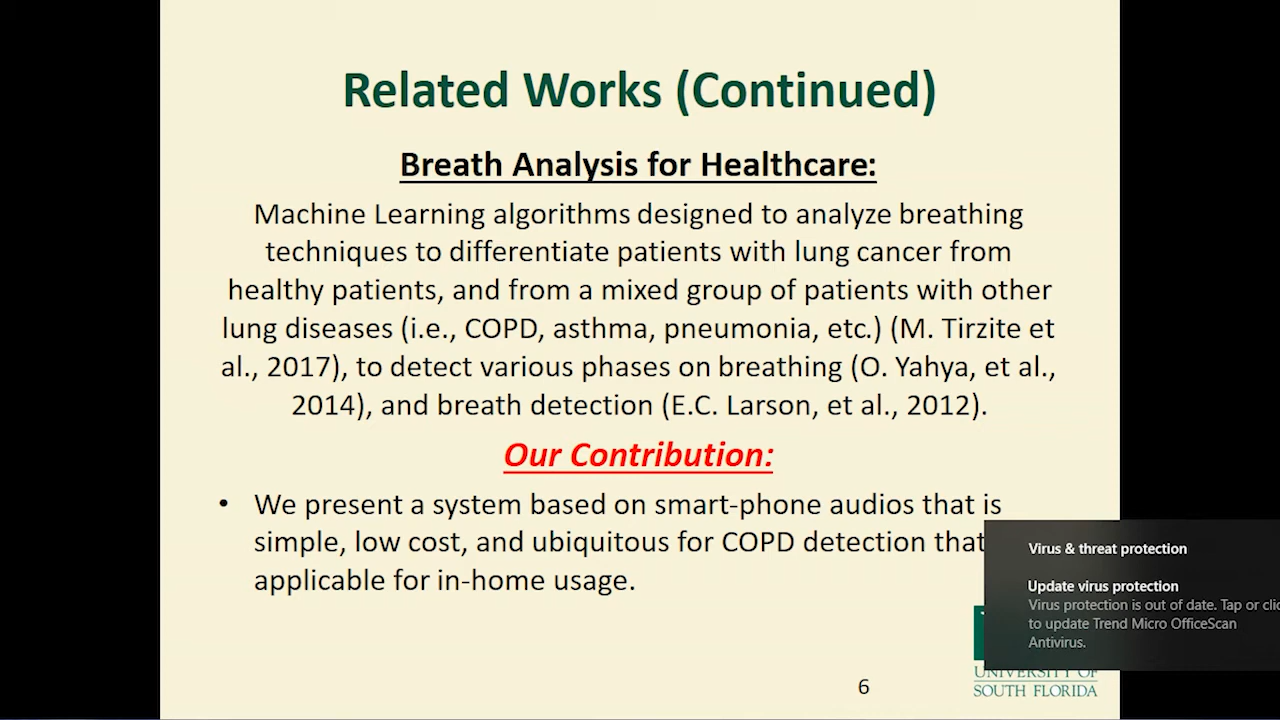 Related Works (Continued)
Breath Analysis for Healthcare:
Machine Learning algorithms designed to analyze breathing
techniques to differentiate patients with lung cancer from
healthy patients, and from a mixed group of patients with other
lung diseases (i.e., COPD, asthma, pneumonia, etc.) (M. Tirzite et
al., 2017), to detect various phases on breathing (O. Yahya, et al.,
2014), and breath detection (E.C. Larson, et al., 2012).
Our Contribution:
• We present a system based on smart-phone audios that is
simple, low cost, and ubiquitous for COPD detection that
applicable for in-home usage.
Virus & threat protection
Update virus protection
Virus protection is out of date. Tap or clic
to update Trend Micro OfficeScan
Antivirus.
UNIVERSITY OF
SOUTH FLORIDA
6